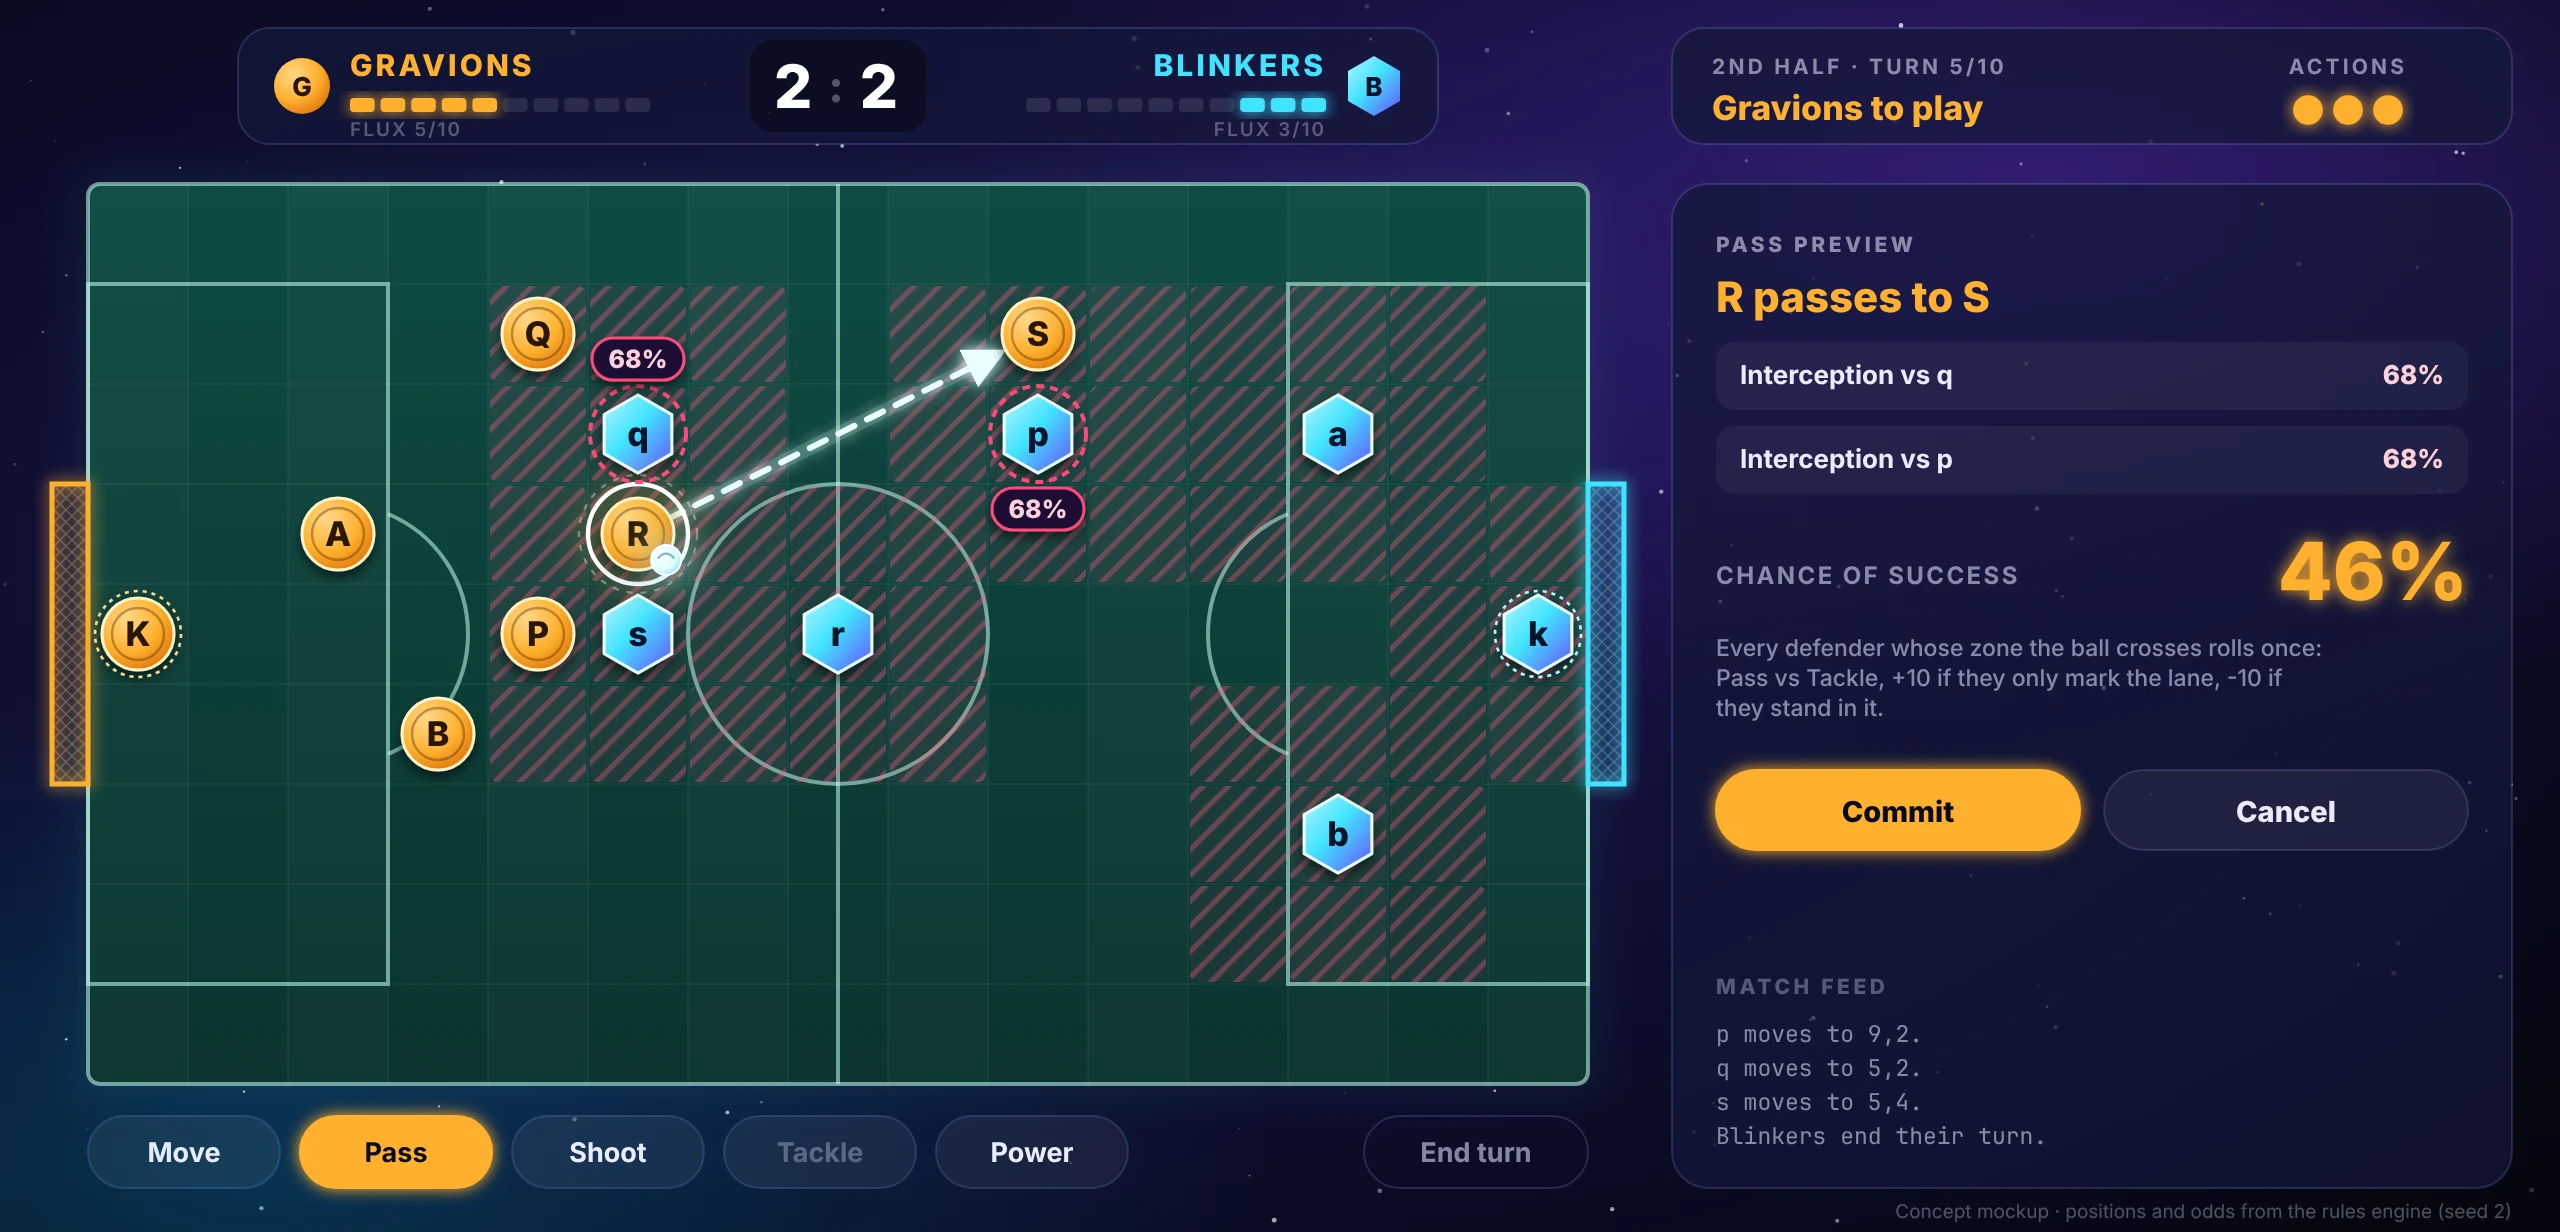 G
GRAVIONS
FLUX 5/10
2 : 2
BLINKERS
FLUX 3/10
B
2ND HALF · TURN 5/10
Gravions to play
ACTIONS
Q
68%
S
q
p
a
A
R
68%
K
P
s
r
k
B
b
PASS PREVIEW
R passes to S
Interception vs q 68%
Interception vs p 68%
CHANCE OF SUCCESS 46%
Every defender whose zone the ball crosses rolls once:
Pass vs Tackle, +10 if they only mark the lane, -10 if
they stand in it.
Commit
Cancel
MATCH FEED
p moves to 9,2.
q moves to 5,2.
s moves to 5,4.
Blinkers end their turn.
Move
Pass
Shoot
Tackle
Power
End turn
Concept mockup · positions and odds from the rules engine (seed 2)